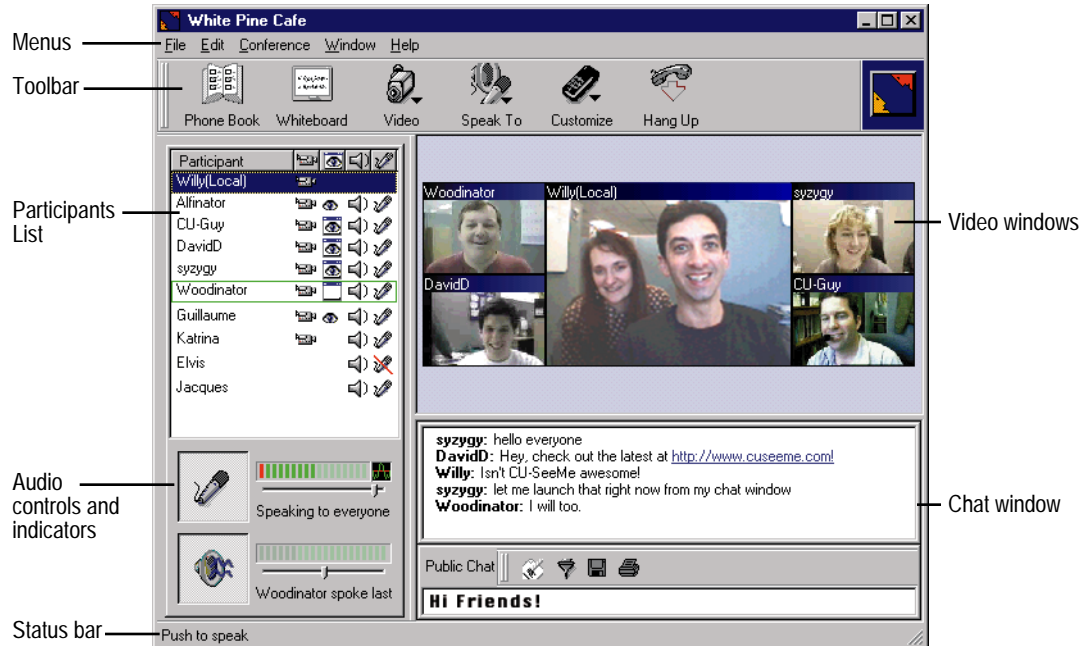 White Pine Cafe
Menus
File Edit Conference Window Help
Toolbar
Phone Book Whiteboard Video Speak To Customize Hang Up
Participants
List
Participant
Willy(Local)
Alfinator
CU-Guy
DavidD
syzygy
Woodinator
Guillaume
Katrina
Elvis
Jacques
Woodinator
Willy(Local)
syzygy
DavidD
CU-Guy
Video windows
syzygy: hello everyone
DavidD: Hey, check out the latest at http://www.cuseeme.com!
Willy: Isn't CU-SeeMe awesome!
syzygy: let me launch that right now from my chat window
Woodinator: I will too.
Chat window
Audio
controls and
indicators
Speaking to everyone
Woodinator spoke last
Public Chat
Hi Friends!
Status bar
Push to speak